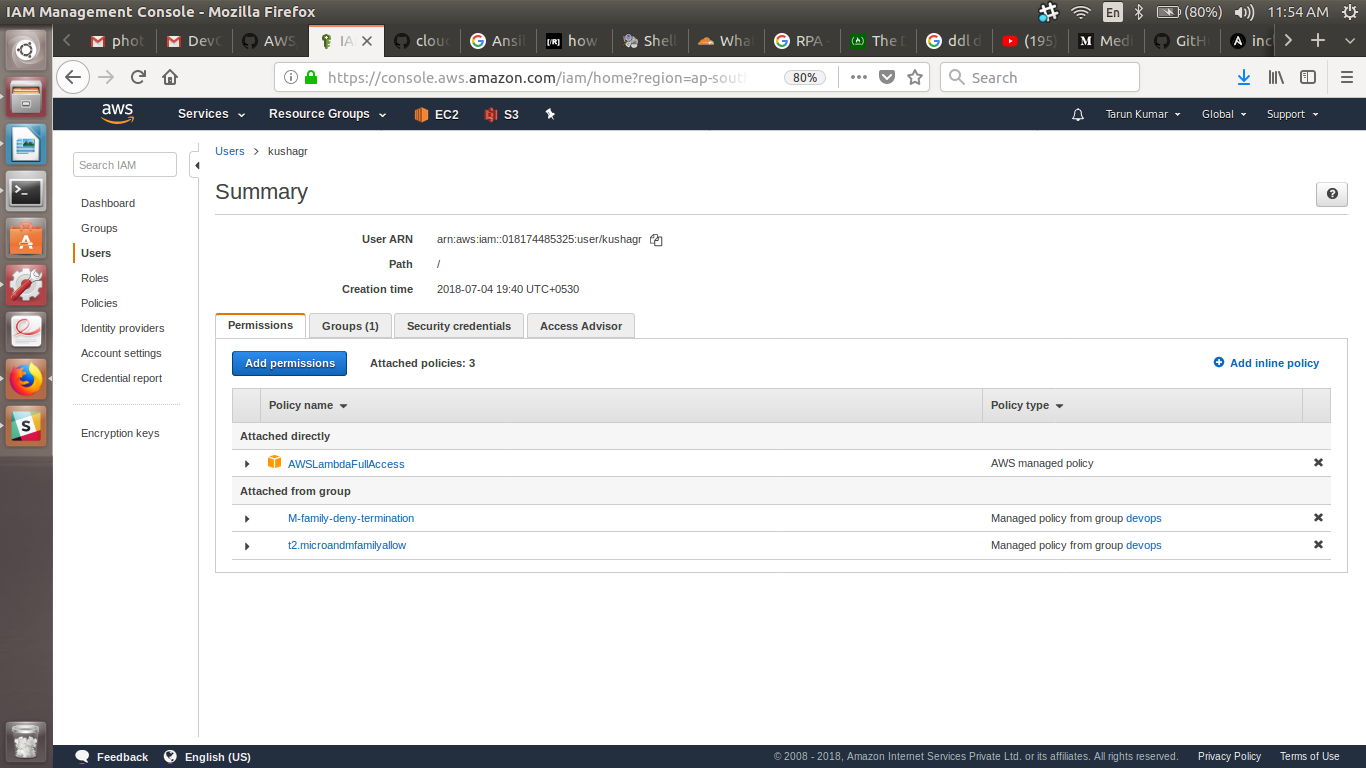 IAM Management Console - Mozilla Firefox
En
(80%)
11:54 AM
phot
DevO
AWS
IA
clou
Ansi
[/R]
how
Shell
Wha
RPA -
The D
ddl d
(195)
Medi
GitH
A
inc
https://console.aws.amazon.com/iam/home?region=ap-sout
80%
Search
aws
Services
Resource Groups
EC2
S3
Tarun Kumar
Global
Support
Search IAM
Dashboard
Groups
Users
Roles
Policies
Identity providers
Account settings
Credential report
Encryption keys
Users > kushagr
Summary
User ARN arn:aws:iam::018174485325:user/kushagr
Path /
Creation time 2018-07-04 19:40 UTC+0530
Permissions
Groups (1)
Security credentials
Access Advisor
Add permissions
Attached policies: 3
Add inline policy
Policy name
Policy type
Attached directly
AWSLambdaFullAccess
AWS managed policy
Attached from group
M-family-deny-termination
Managed policy from group devops
t2.microandmfamilyallow
Managed policy from group devops
Feedback
English (US)
© 2008 - 2018, Amazon Internet Services Private Ltd. or its affiliates. All rights reserved.
Privacy Policy
Terms of Use